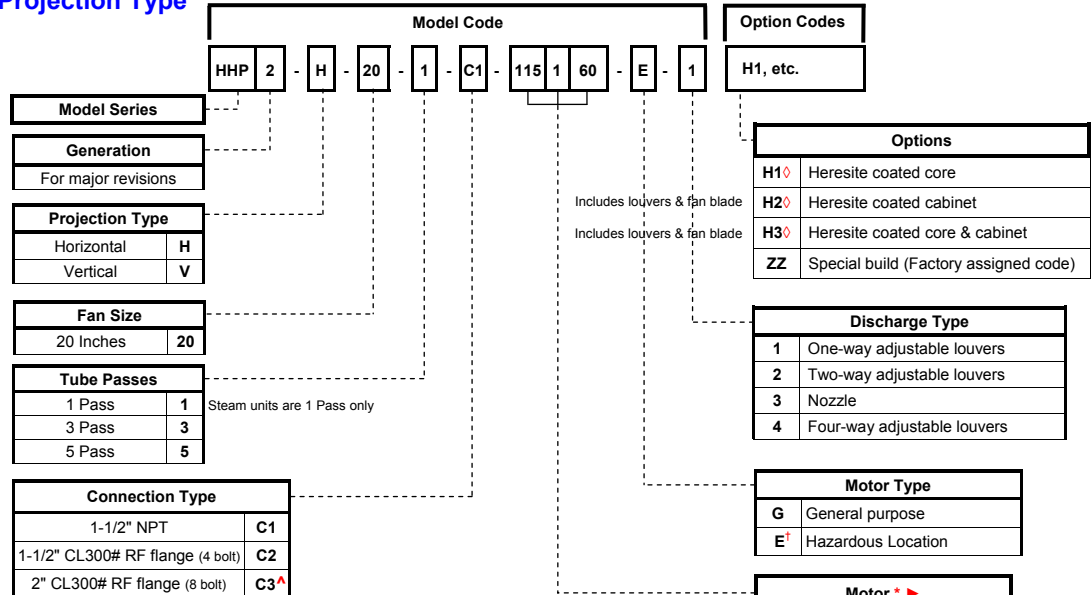 Projection Type
Model Code
Option Codes
HHP 2 - H - 20 - 1 - C1 - 115 1 60 - E - 1
H1, etc.
Model Series
Generation
For major revisions
Projection Type
Horizontal H
Vertical V
Fan Size
20 Inches 20
Tube Passes
1 Pass 1
3 Pass 3
5 Pass 5
Steam units are 1 Pass only
Connection Type
1-1/2" NPT C1
1-1/2" CL300# RF flange (4 bolt) C2
2" CL300# RF flange (8 bolt) C3^
Options
H1◊ Heresite coated core
Includes louvers & fan blade H2◊ Heresite coated cabinet
Includes louvers & fan blade H3◊ Heresite coated core & cabinet
ZZ Special build (Factory assigned code)
Discharge Type
1 One-way adjustable louvers
2 Two-way adjustable louvers
3 Nozzle
4 Four-way adjustable louvers
Motor Type
G General purpose
E† Hazardous Location
Motor * ►